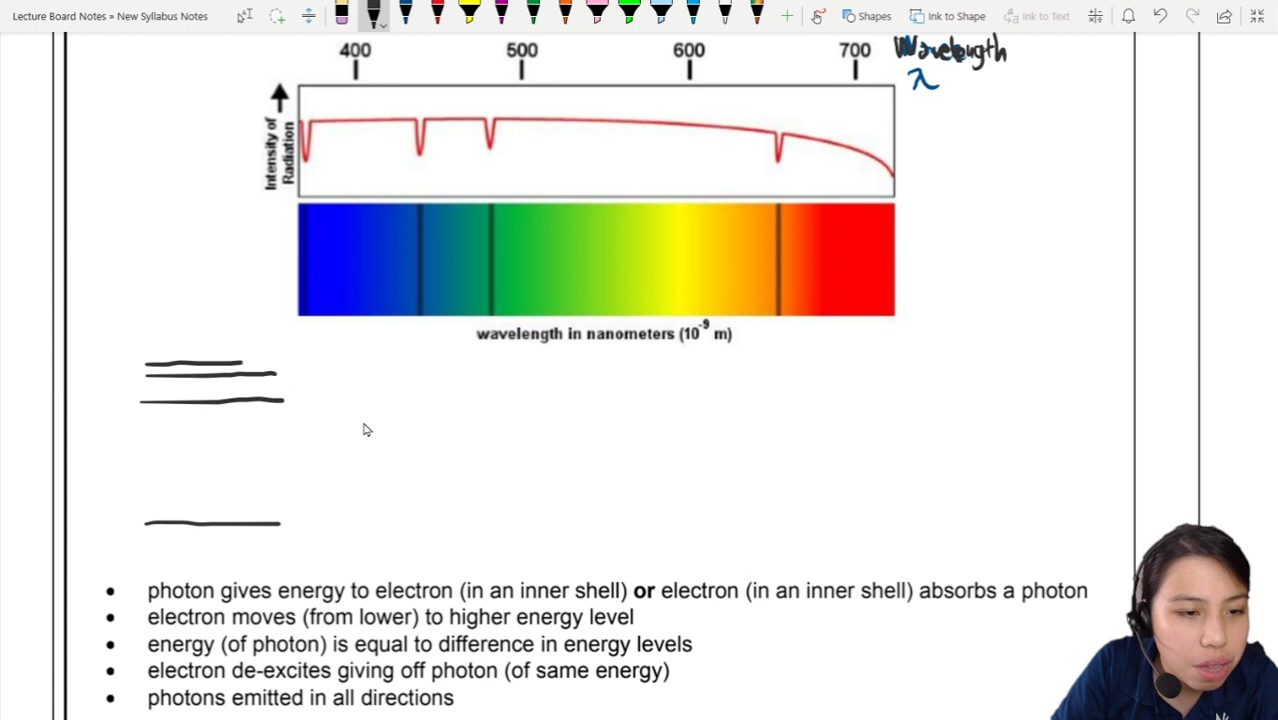 Lecture Board Notes » New Syllabus Notes
Shapes
Ink to Shape
Ink to Text
400 500 600 700 Wavelength
λ
Intensity of
Radiation
wavelength in nanometers (10⁻⁹ m)
• photon gives energy to electron (in an inner shell) or electron (in an inner shell) absorbs a photon
• electron moves (from lower) to higher energy level
• energy (of photon) is equal to difference in energy levels
• electron de-excites giving off photon (of same energy)
• photons emitted in all directions